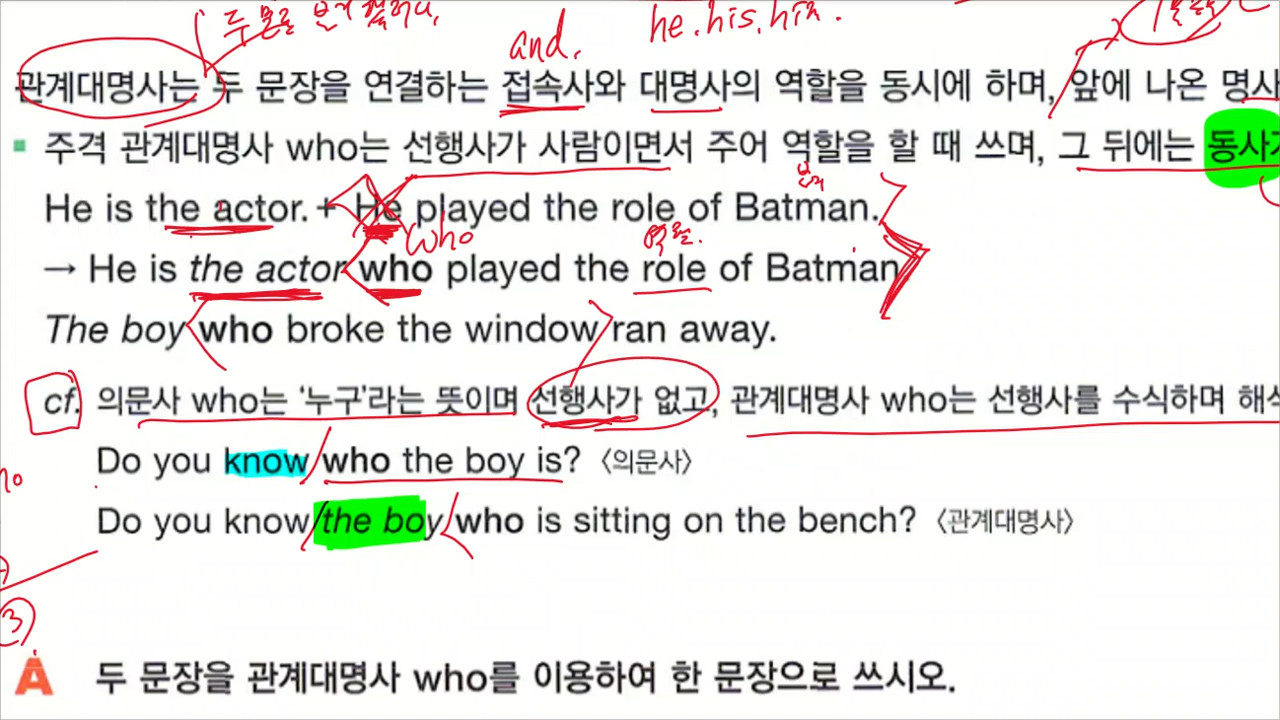 and. he. his. him.
관계대명사는 두 문장을 연결하는 접속사와 대명사의 역할을 동시에 하며, 앞에 나온 명사
주격 관계대명사 who는 선행사가 사람이면서 주어 역할을 할 때 쓰며, 그 뒤에는 동사가
He is the actor. + He played the role of Batman.
who 역할.
→ He is the actor who played the role of Batman
The boy who broke the window ran away.
cf. 의문사 who는 ‘누구’라는 뜻이며 선행사가 없고, 관계대명사 who는 선행사를 수식하며 해석
Do you know who the boy is? 〈의문사〉
Do you know the boy who is sitting on the bench? 〈관계대명사〉
③
A 두 문장을 관계대명사 who를 이용하여 한 문장으로 쓰시오.